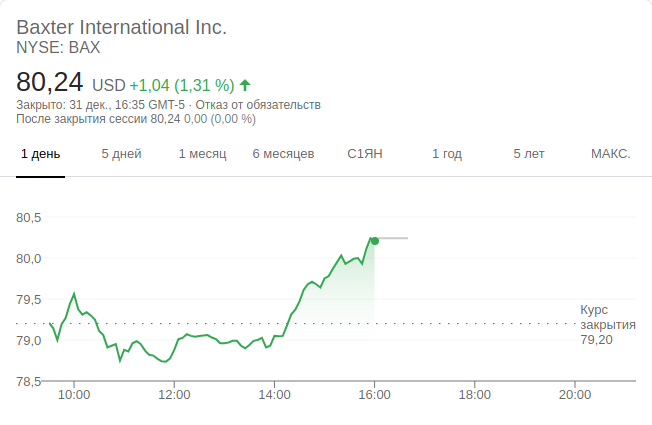 Baxter International Inc.
NYSE: BAX
80,24 USD +1,04 (1,31 %)
Закрыто: 31 дек., 16:35 GMT-5 · Отказ от обязательств
После закрытия сессии 80,24 0,00 (0,00 %)
1 день 5 дней 1 месяц 6 месяцев С1ЯН 1 год 5 лет МАКС.
80,5
80,0
79,5
Курс
закрытия
79,20
79,0
78,5
10:00 12:00 14:00 16:00 18:00 20:00